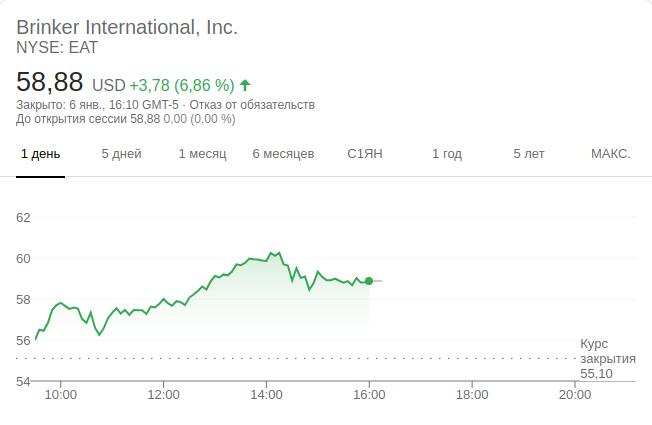 Brinker International, Inc.
NYSE: EAT
58,88 USD +3,78 (6,86 %)
Закрыто: 6 янв., 16:10 GMT-5 · Отказ от обязательств
До открытия сессии 58,88 0,00 (0,00 %)
1 день 5 дней 1 месяц 6 месяцев С1ЯН 1 год 5 лет МАКС.
62
60
58
56
Курс
закрытия
55,10
54
10:00 12:00 14:00 16:00 18:00 20:00